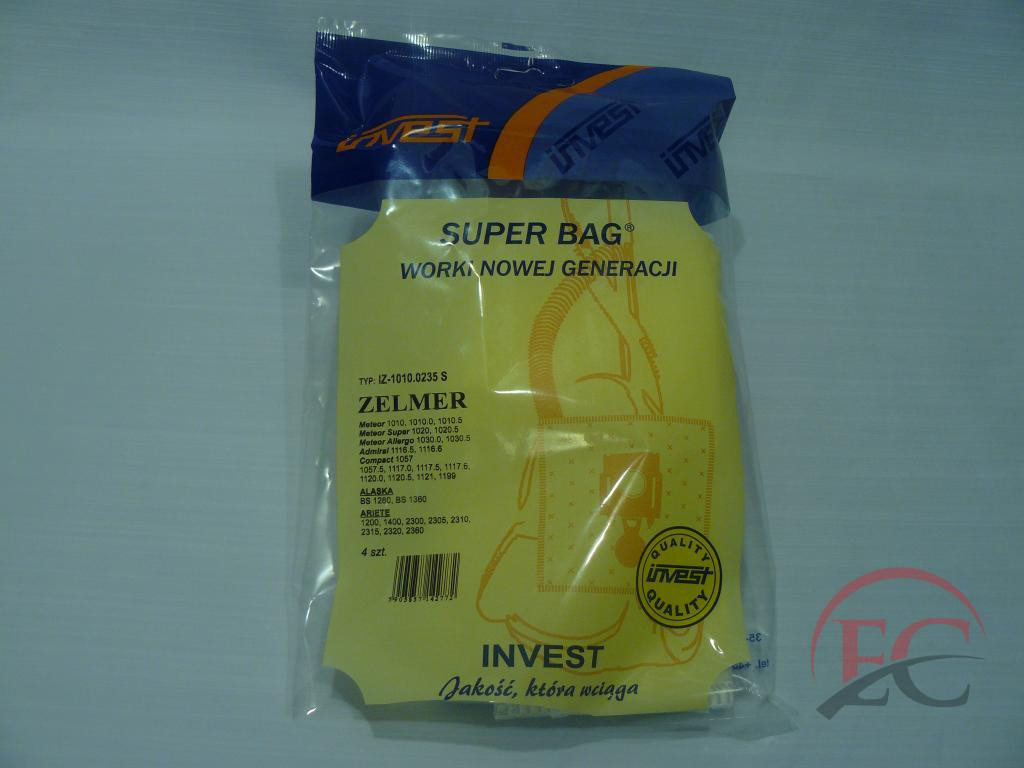 invest
invest
invest
SUPER BAG®
WORKI NOWEJ GENERACJI
TYP: IZ-1010.0235 S
ZELMER
Meteor 1010, 1010.0, 1010.5
Meteor Super 1020, 1020.5
Meteor Allergo 1030.0, 1030.5
Admiral 1116.5, 1116.6
Compact 1057
1057.5, 1117.0, 1117.5, 1117.6,
1120.0, 1120.5, 1121, 1199
ALASKA
BS 1260, BS 1360
ARIETE
1200, 1400, 2300, 2305, 2310,
2315, 2320, 2360
4 szt.
QUALITY
invest
QUALITY
INVEST
Jakość, która wciąga
35-
tel.
EC